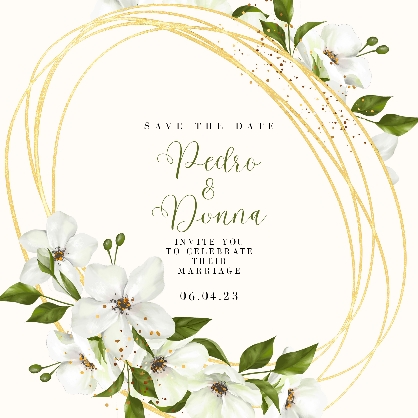 SAVE THE DATE
Pedro
&
Donna
INVITE YOU
TO CELEBRATE
THEIR
MARRIAGE
06.04.23